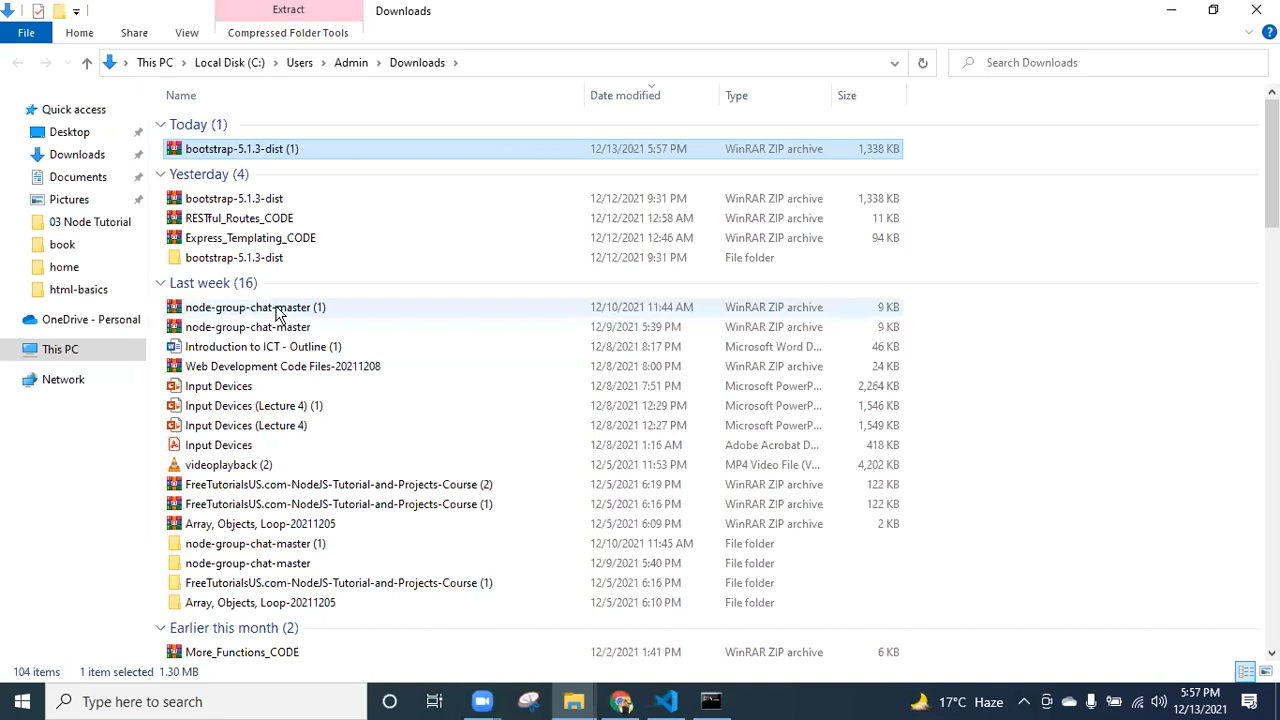 Extract
Downloads
File
Home
Share
View
Compressed Folder Tools
This PC
Local Disk (C:)
Users
Admin
Downloads
Search Downloads
Name
Date modified
Type
Size
Quick access
Desktop
Downloads
Documents
Pictures
03 Node Tutorial
book
home
html-basics
OneDrive - Personal
This PC
Network
Today (1)
bootstrap-5.1.3-dist (1) 12/13/2021 5:57 PM WinRAR ZIP archive 1,338 KB
Yesterday (4)
bootstrap-5.1.3-dist 12/12/2021 9:31 PM WinRAR ZIP archive 1,338 KB
RESTful_Routes_CODE 12/12/2021 12:58 AM WinRAR ZIP archive 11 KB
Express_Templating_CODE 12/12/2021 12:46 AM WinRAR ZIP archive 94 KB
bootstrap-5.1.3-dist 12/12/2021 9:31 PM File folder
Last week (16)
node-group-chat-master (1) 12/10/2021 11:44 AM WinRAR ZIP archive 9 KB
node-group-chat-master 12/9/2021 5:39 PM WinRAR ZIP archive 9 KB
Introduction to ICT - Outline (1) 12/8/2021 8:17 PM Microsoft Word D... 46 KB
Web Development Code Files-20211208 12/8/2021 8:00 PM WinRAR ZIP archive 24 KB
Input Devices 12/8/2021 7:51 PM Microsoft PowerP... 2,264 KB
Input Devices (Lecture 4) (1) 12/8/2021 12:29 PM Microsoft PowerP... 1,546 KB
Input Devices (Lecture 4) 12/8/2021 12:27 PM Microsoft PowerP... 1,549 KB
Input Devices 12/8/2021 1:16 AM Adobe Acrobat D... 418 KB
videoplayback (2) 12/5/2021 11:53 PM MP4 Video File (V... 4,202 KB
FreeTutorialsUS.com-NodeJS-Tutorial-and-Projects-Course (2) 12/5/2021 6:19 PM WinRAR ZIP archive 122 KB
FreeTutorialsUS.com-NodeJS-Tutorial-and-Projects-Course (1) 12/5/2021 6:16 PM WinRAR ZIP archive 122 KB
Array, Objects, Loop-20211205 12/5/2021 6:09 PM WinRAR ZIP archive 2 KB
node-group-chat-master (1) 12/10/2021 11:45 AM File folder
node-group-chat-master 12/9/2021 5:40 PM File folder
FreeTutorialsUS.com-NodeJS-Tutorial-and-Projects-Course (1) 12/5/2021 6:16 PM File folder
Array, Objects, Loop-20211205 12/5/2021 6:10 PM File folder
Earlier this month (2)
More_Functions_CODE 12/2/2021 1:41 PM WinRAR ZIP archive 6 KB
104 items 1 item selected 1.30 MB
Type here to search
17°C Haze
5:57 PM
12/13/2021